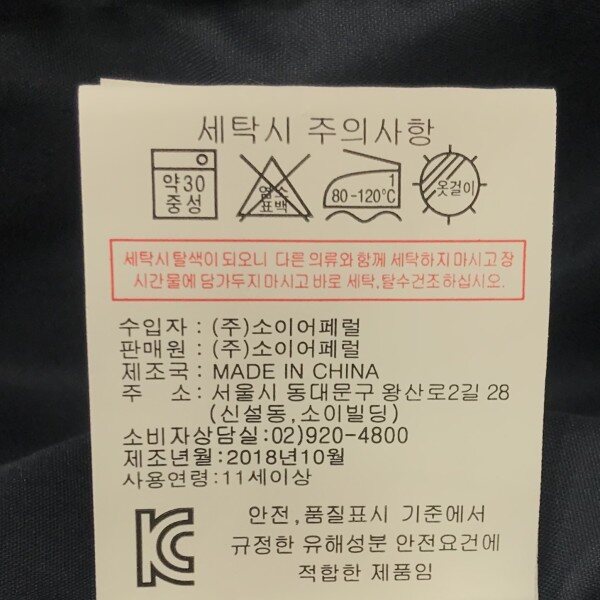 세탁시 주의사항
약30
중성
염소
표백
1
80-120℃
옷걸이
세탁시 탈색이 되오니 다른 의류와 함께 세탁하지 마시고 장
시간 물에 담가두지 마시고 바로 세탁,탈수건조 하십시오.
수입자 : (주)소이어페럴
판매원 : (주)소이어페럴
제조국 : MADE IN CHINA
주 소 : 서울시 동대문구 왕산로2길 28
(신설동,소이빌딩)
소비자상담실:02)920-4800
제조년월:2018년10월
사용연령:11세이상
KC
안전,품질표시 기준에서
규정한 유해성분 안전요건에
적합한 제품임